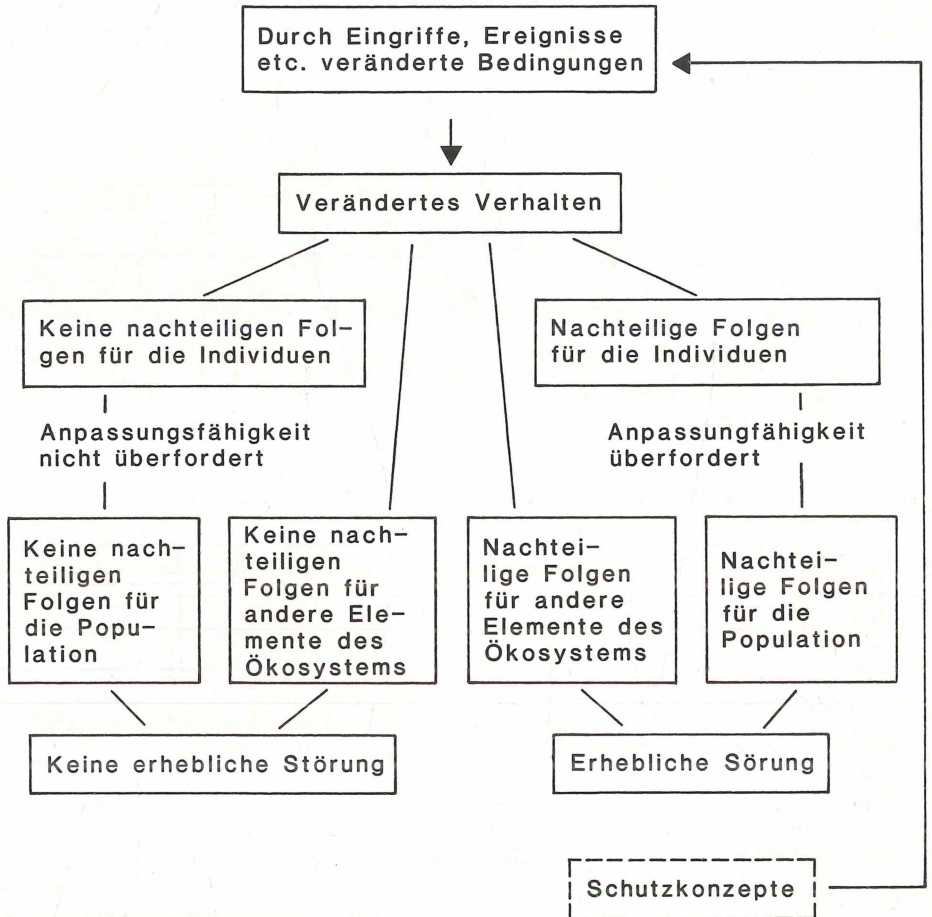 Durch Eingriffe, Ereignisse
etc. veränderte Bedingungen
Verändertes Verhalten
Keine nachteiligen Fol-
gen für die Individuen
Nachteilige Folgen
für die Individuen
Anpassungsfähigkeit
nicht überfordert
Anpassungfähigkeit
überfordert
Keine nach-
teiligen
Folgen für
die Popu-
lation
Keine nach-
teiligen
Folgen für
andere Ele-
mente des
Ökosystems
Nachtei-
lige Folgen
für andere
Elemente des
Ökosystems
Nachtei-
lige Folgen
für die
Population
Keine erhebliche Störung
Erhebliche Sörung
Schutzkonzepte